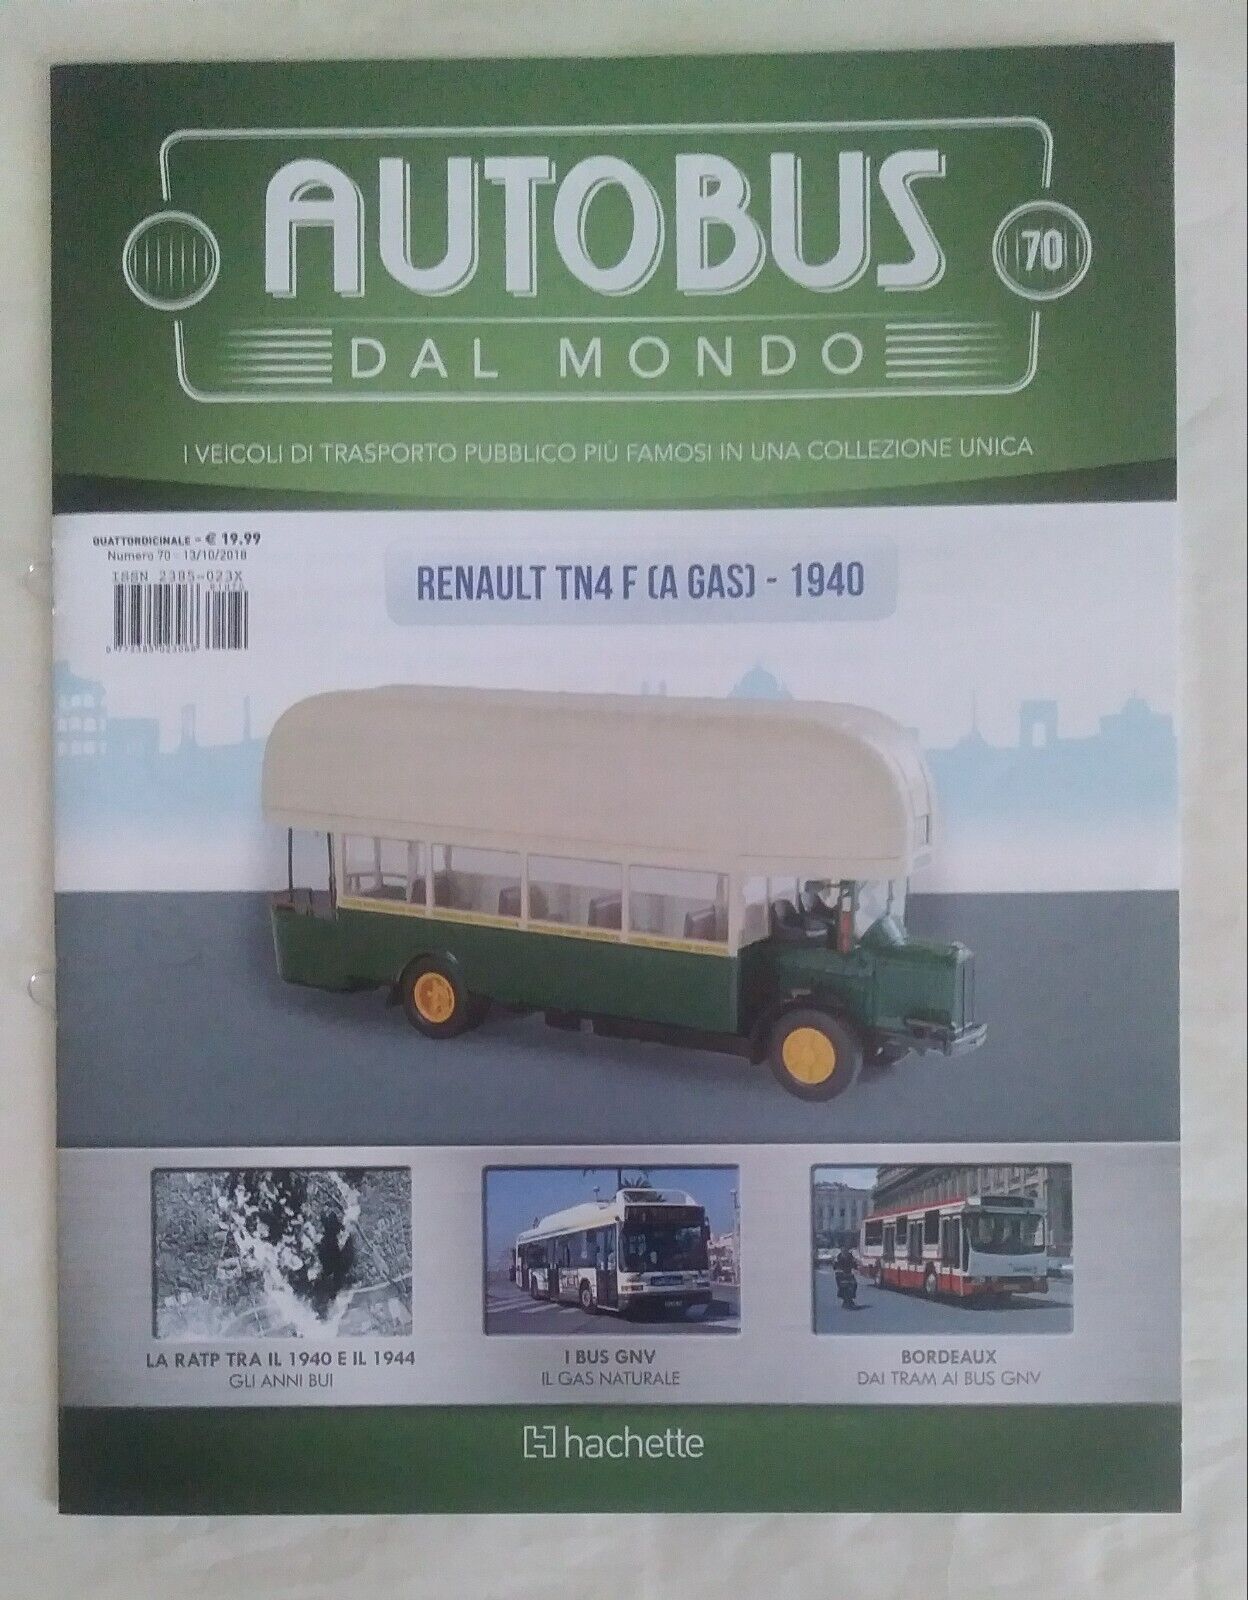 AUTOBUS
70
DAL MONDO
I VEICOLI DI TRASPORTO PUBBLICO PIÙ FAMOSI IN UNA COLLEZIONE UNICA
QUATTORDICINALE - € 19.99
Numero 70 - 13/10/2018
ISSN 2385-023X
RENAULT TN4 F (A GAS) - 1940
LA RATP TRA IL 1940 E IL 1944
GLI ANNI BUI
I BUS GNV
IL GAS NATURALE
BORDEAUX
DAI TRAM AI BUS GNV
hachette